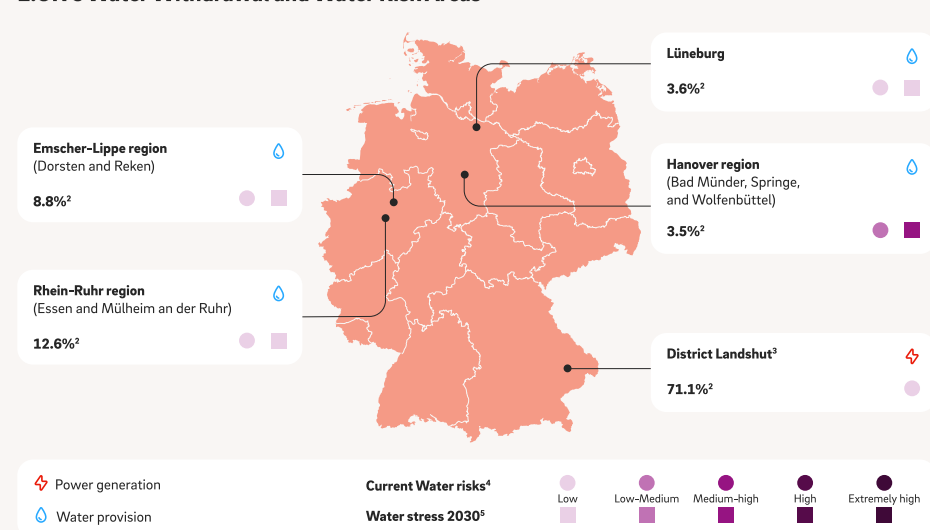 Emscher-Lippe region
(Dorsten and Reken)
8.8%²
Rhein-Ruhr region
(Essen and Mülheim an der Ruhr)
12.6%²
Lüneburg
3.6%²
Hanover region
(Bad Münder, Springe,
and Wolfenbüttel)
3.5%²
District Landshut³
71.1%²
Power generation
Water provision
Current Water risks⁴
Low
Low-Medium
Medium-high
High
Extremely high
Water stress 2030⁵